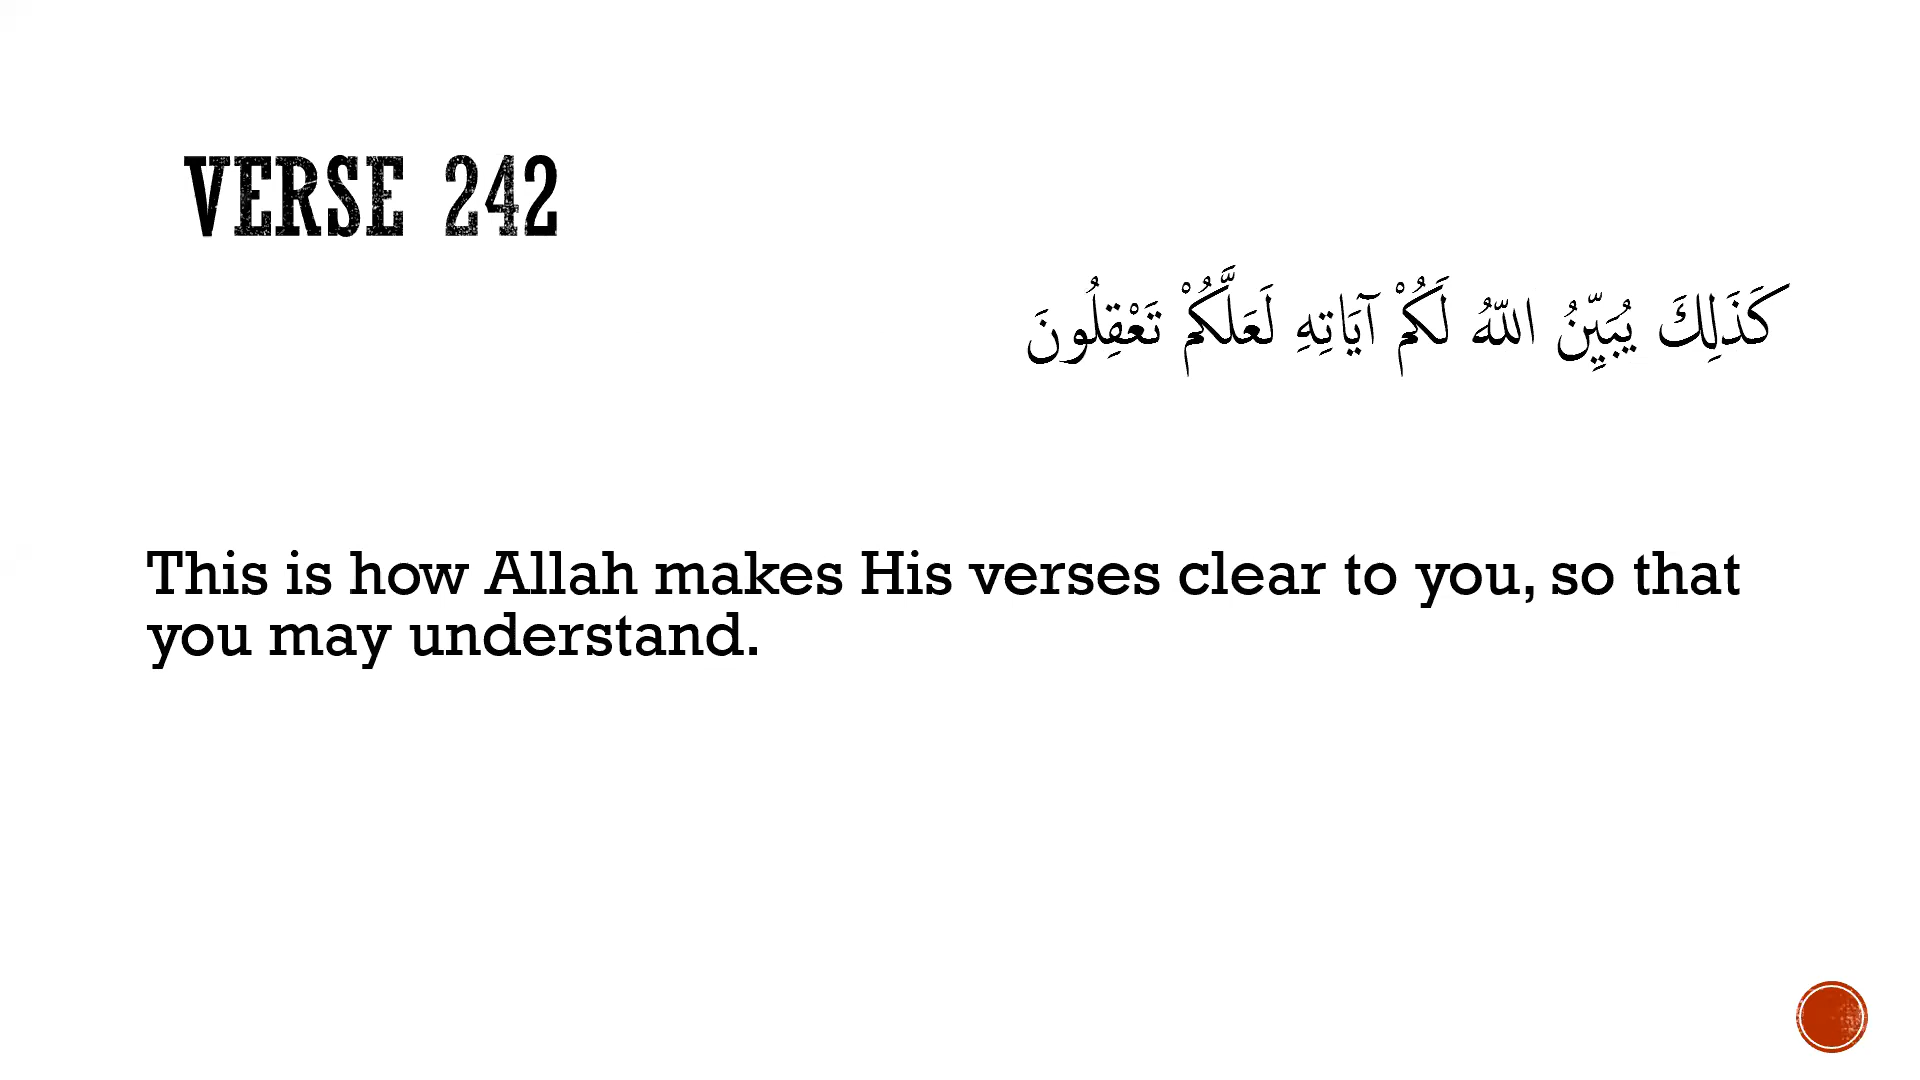 VERSE 242
كَذَلِكَ يُبَيِّنُ اللَّهُ لَكُمْ آيَاتِهِ لَعَلَّكُمْ تَعْقِلُونَ
This is how Allah makes His verses clear to you, so that
you may understand.